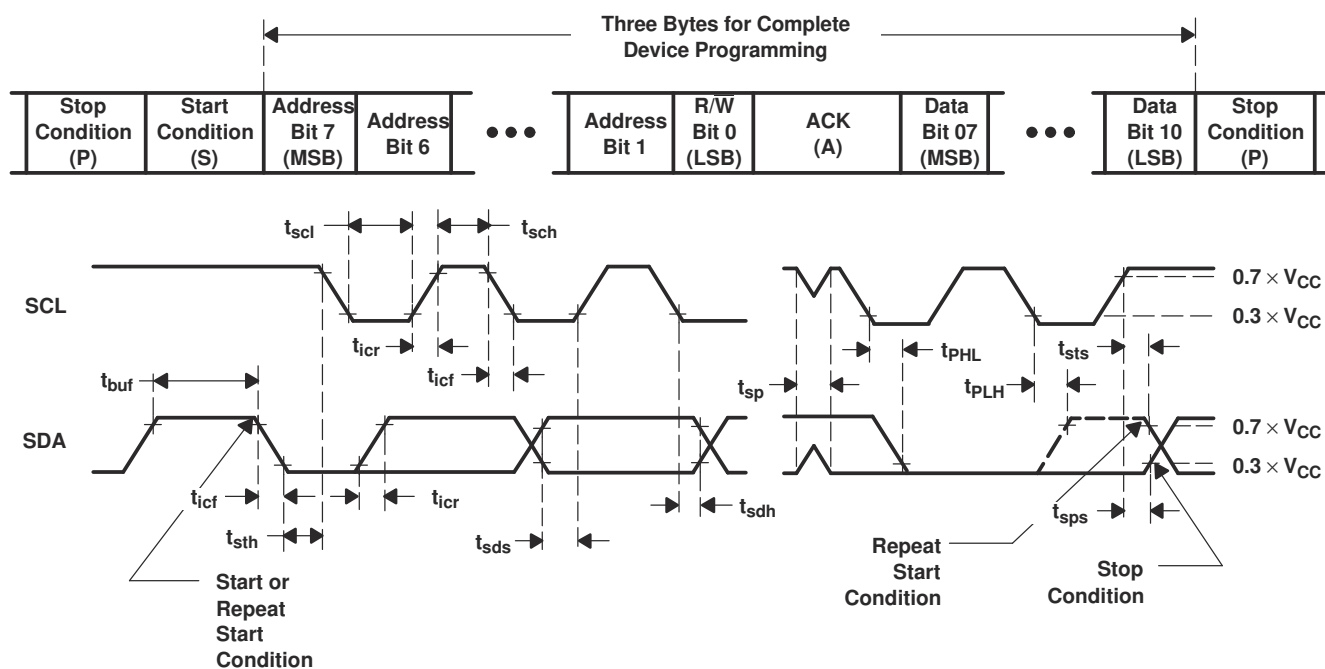 Three Bytes for Complete
Device Programming
Stop
Condition
(P)
Start
Condition
(S)
Address
Bit 7
(MSB)
Address
Bit 6
•••
Address
Bit 1
R/W̅
Bit 0
(LSB)
ACK
(A)
Data
Bit 07
(MSB)
•••
Data
Bit 10
(LSB)
Stop
Condition
(P)
tscl
tsch
SCL
0.7 × VCC
0.3 × VCC
ticr
ticf
tbuf
tsp
tPHL
tPLH
tsts
SDA
0.7 × VCC
0.3 × VCC
ticf
ticr
tsth
tsds
tsdh
tsps
Start or
Repeat
Start
Condition
Repeat
Start
Condition
Stop
Condition